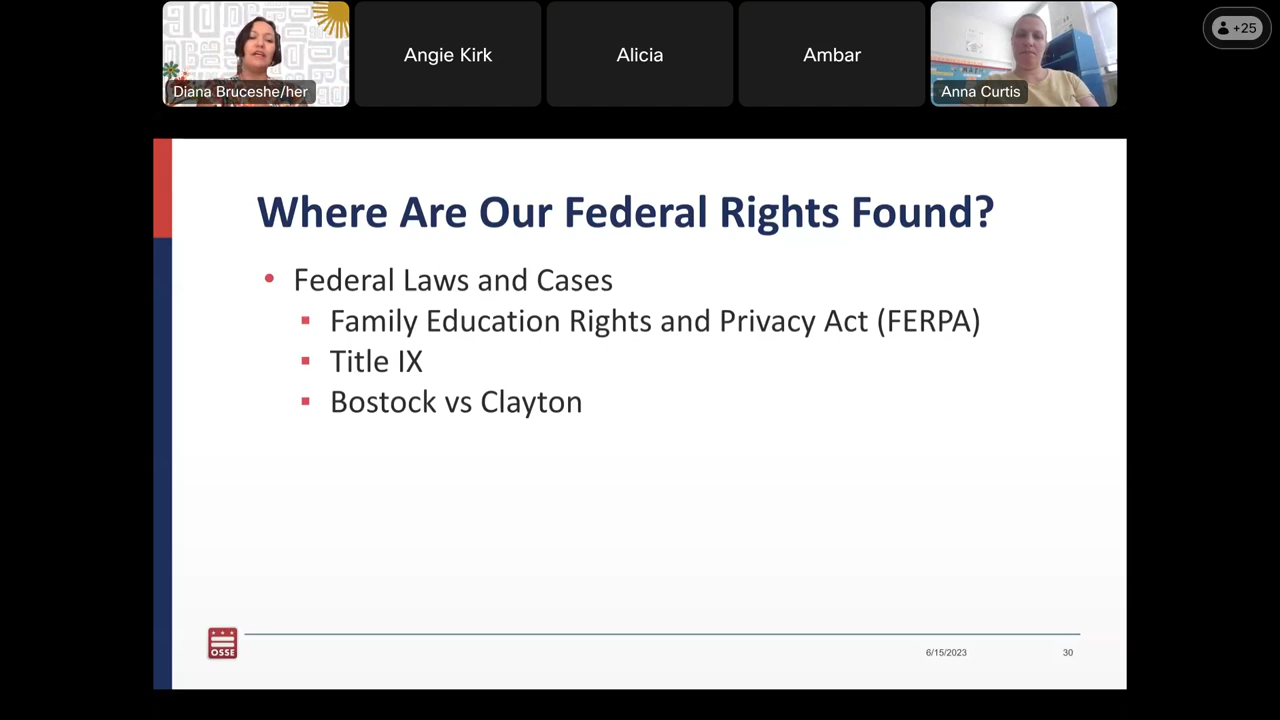 Diana Bruceshe/her
Angie Kirk
Alicia
Ambar
Anna Curtis
+25
Where Are Our Federal Rights Found?
• Federal Laws and Cases
▪ Family Education Rights and Privacy Act (FERPA)
▪ Title IX
▪ Bostock vs Clayton
OSSE
6/15/2023
30